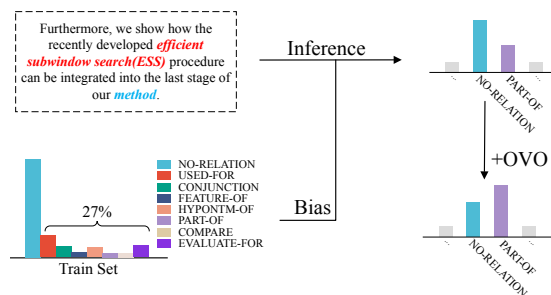 Furthermore, we show how the
recently developed efficient
subwindow search(ESS) procedure
can be integrated into the last stage of
our method.
Inference
...
NO-RELATION
PART-OF
...
+OVO
NO-RELATION
USED-FOR
CONJUNCTION
FEATURE-OF
HYPONTM-OF
PART-OF
COMPARE
EVALUATE-FOR
27%
Train Set
Bias
...
NO-RELATION
PART-OF
...